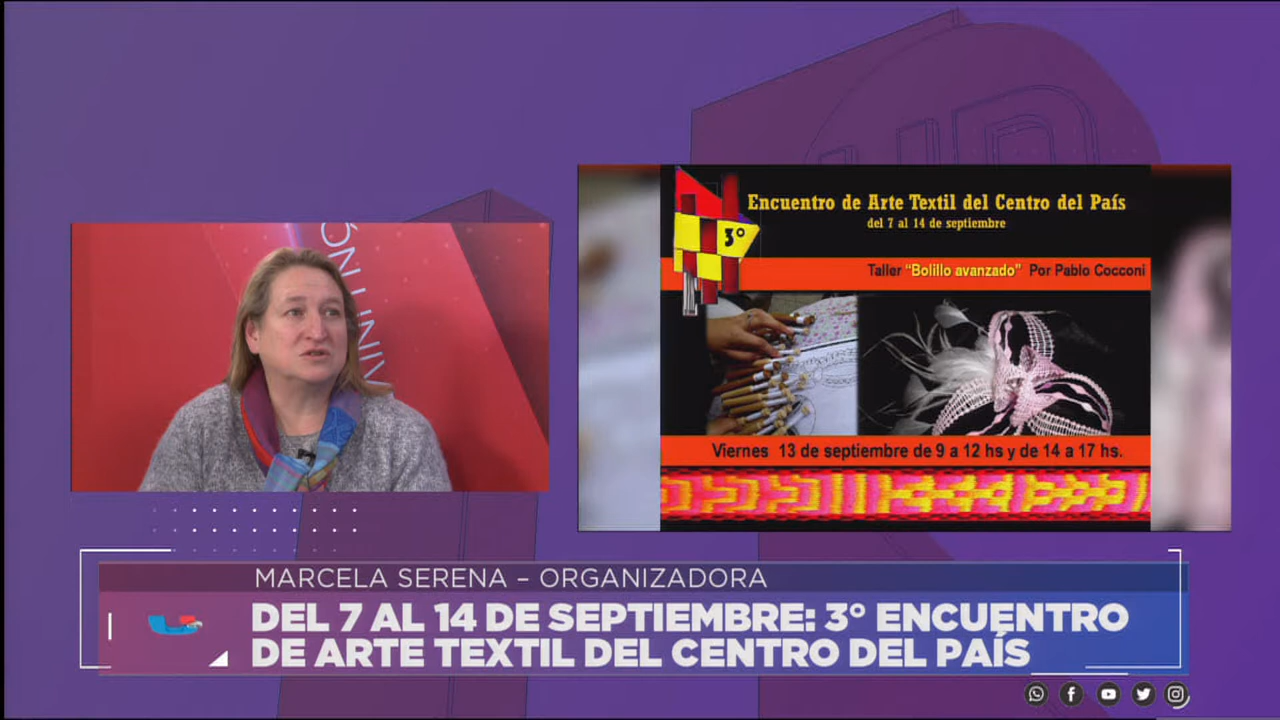 ÓN UNIV
Encuentro de Arte Textil del Centro del País
del 7 al 14 de septiembre
3°
Taller "Bolillo avanzado" Por Pablo Cocconi
Viernes 13 de septiembre de 9 a 12 hs y de 14 a 17 hs.
MARCELA SERENA – ORGANIZADORA
DEL 7 AL 14 DE SEPTIEMBRE: 3° ENCUENTRO
DE ARTE TEXTIL DEL CENTRO DEL PAÍS